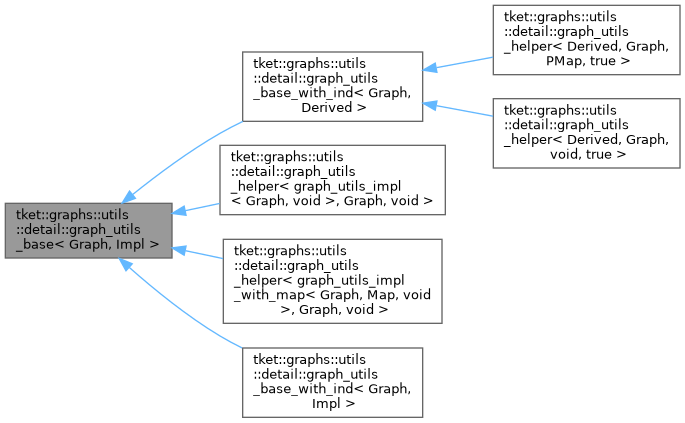 tket::graphs::utils
::detail::graph_utils
_base< Graph, Impl >
tket::graphs::utils
::detail::graph_utils
_base_with_ind< Graph,
Derived >
tket::graphs::utils
::detail::graph_utils
_helper< Derived, Graph,
PMap, true >
tket::graphs::utils
::detail::graph_utils
_helper< Derived, Graph,
void, true >
tket::graphs::utils
::detail::graph_utils
_helper< graph_utils_impl
< Graph, void >, Graph, void >
tket::graphs::utils
::detail::graph_utils
_helper< graph_utils_impl
_with_map< Graph, Map, void
>, Graph, void >
tket::graphs::utils
::detail::graph_utils
_base_with_ind< Graph,
Impl >